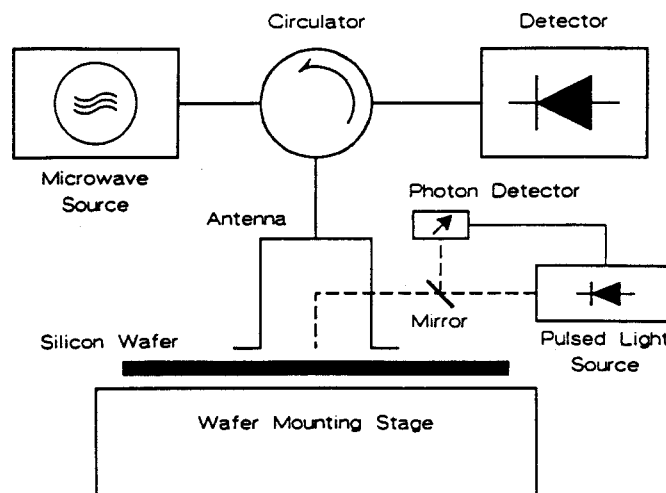 Circulator
Detector
Microwave
Source
Antenna
Photon Detector
Mirror
Silicon Wafer
Pulsed Light
Source
Wafer Mounting Stage